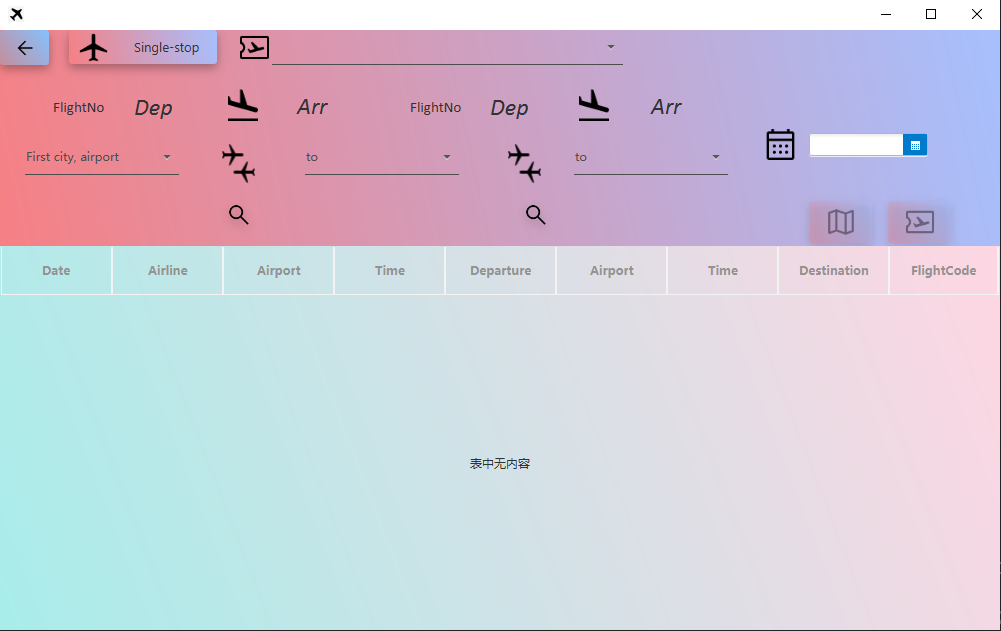 Single-stop
FlightNo Dep Arr FlightNo Dep Arr
First city, airport to to
Date Airline Airport Time Departure Airport Time Destination FlightCode
表中无内容